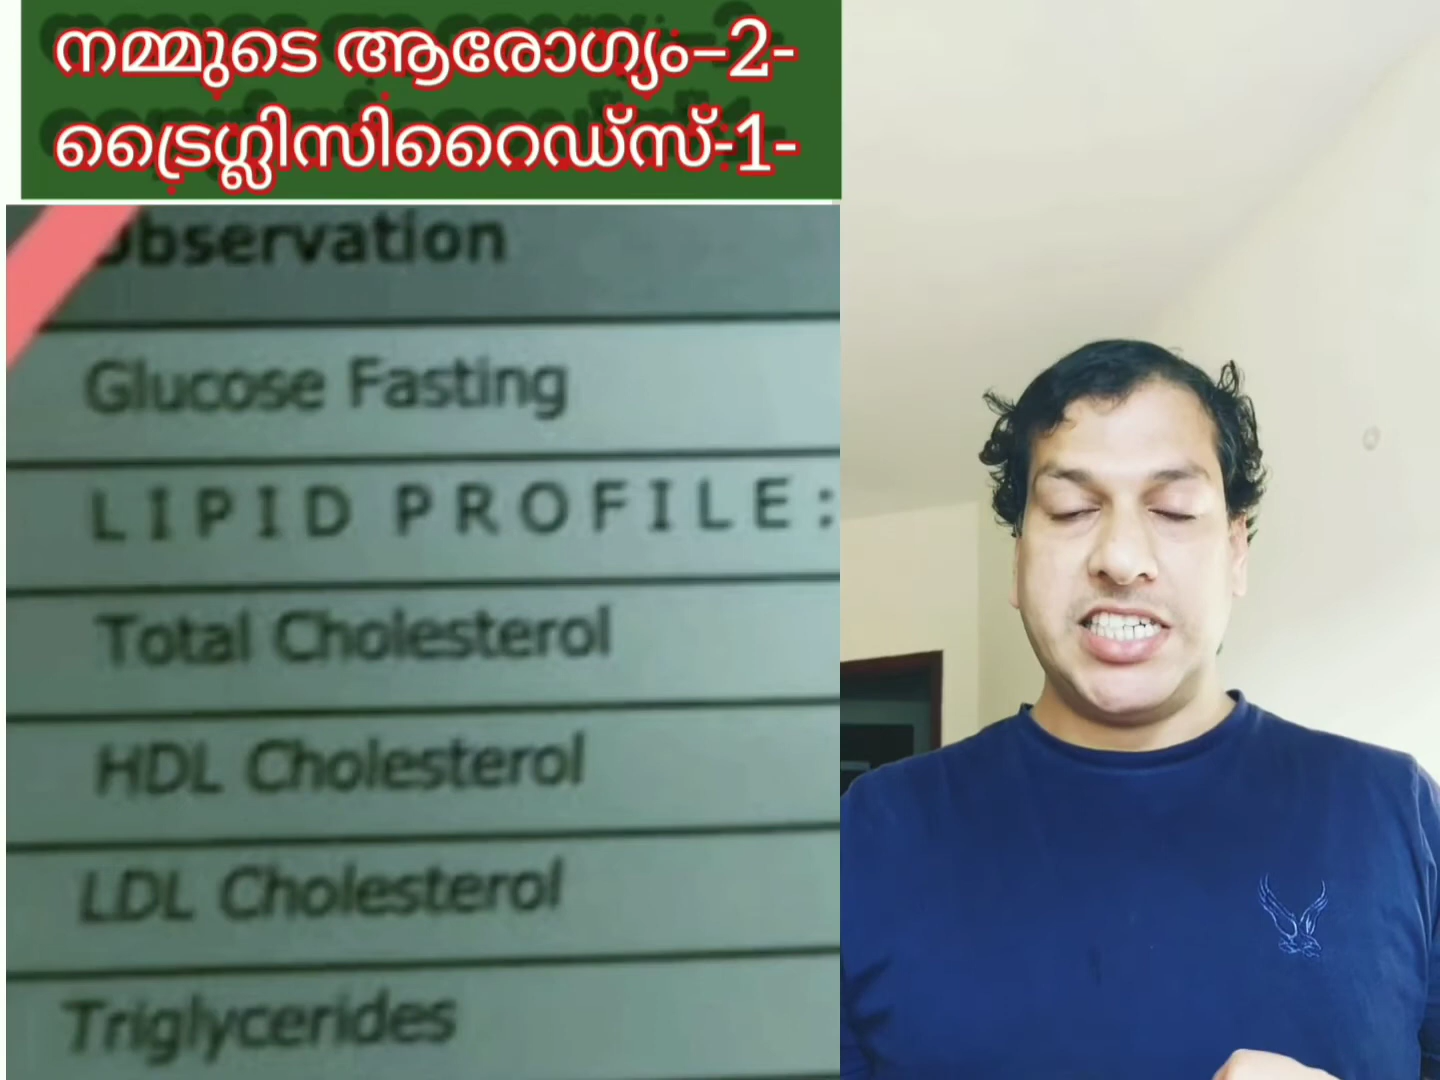 നമ്മുടെ ആരോഗ്യം-2-
ട്രൈഗ്ലിസിറൈഡ്സ്-1-
Observation
Glucose Fasting
LIPID PROFILE:
Total Cholesterol
HDL Cholesterol
LDL Cholesterol
Triglycerides